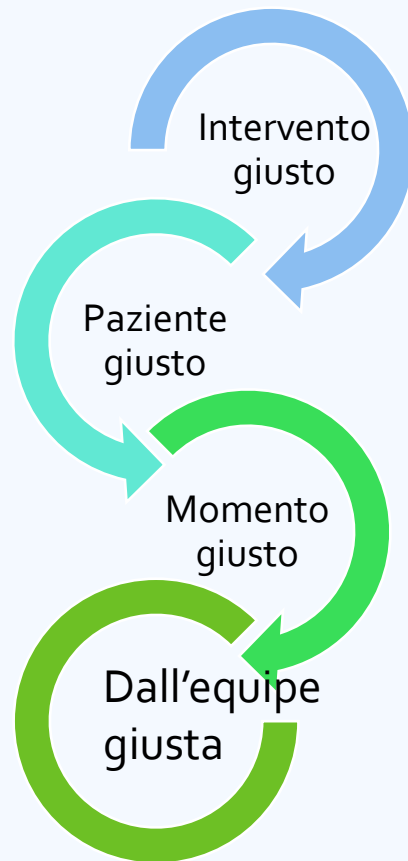 Intervento
giusto
Paziente
giusto
Momento
giusto
Dall’equipe
giusta